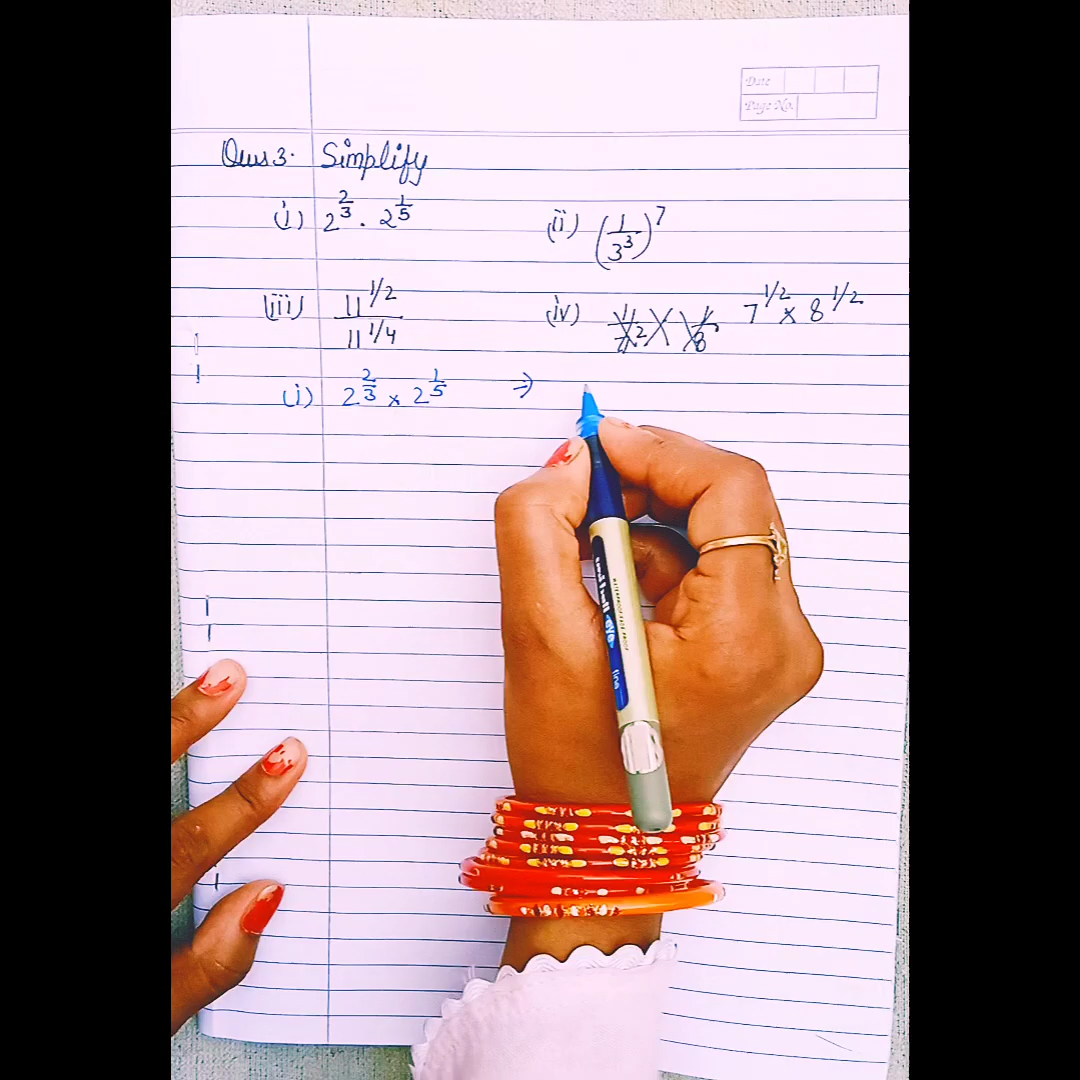 Date
Page No.
Ques 3. Simplify
(i) 2^{2/3} . 2^{1/5} (ii) (1/3^3)^7
(iii) 11^{1/2} / 11^{1/4} (iv) 7^{1/2} × 8^{1/2}
(i) 2^{2/3} × 2^{1/5} ⇒